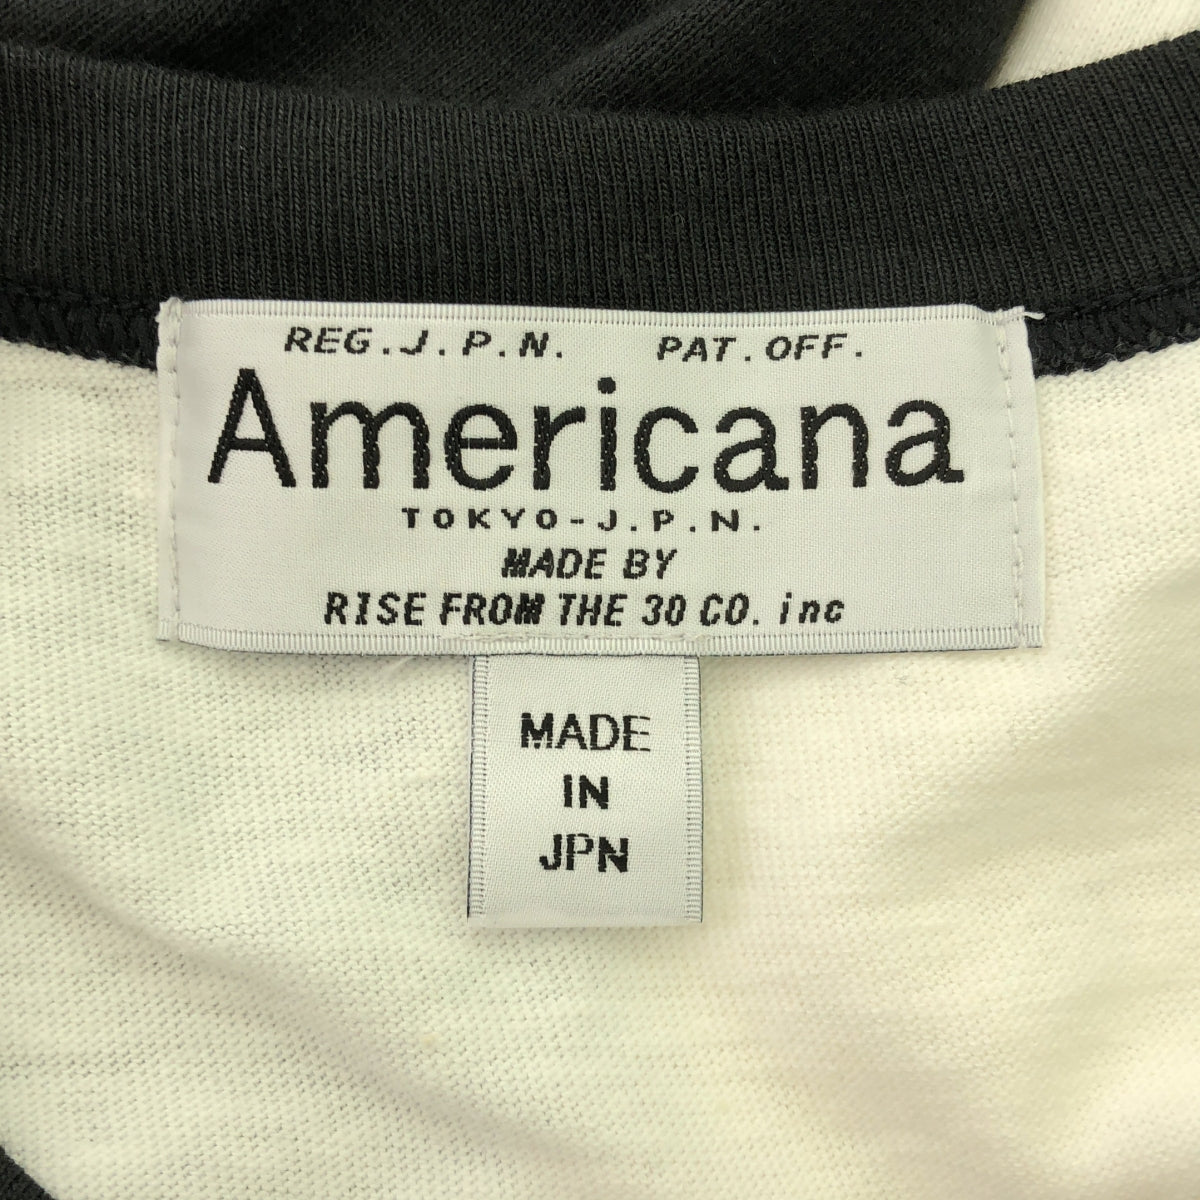 REG.J.P.N. PAT.OFF.
Americana
TOKYO-J.P.N.
MADE BY
RISE FROM THE 30 CO. inc
MADE
IN
JPN